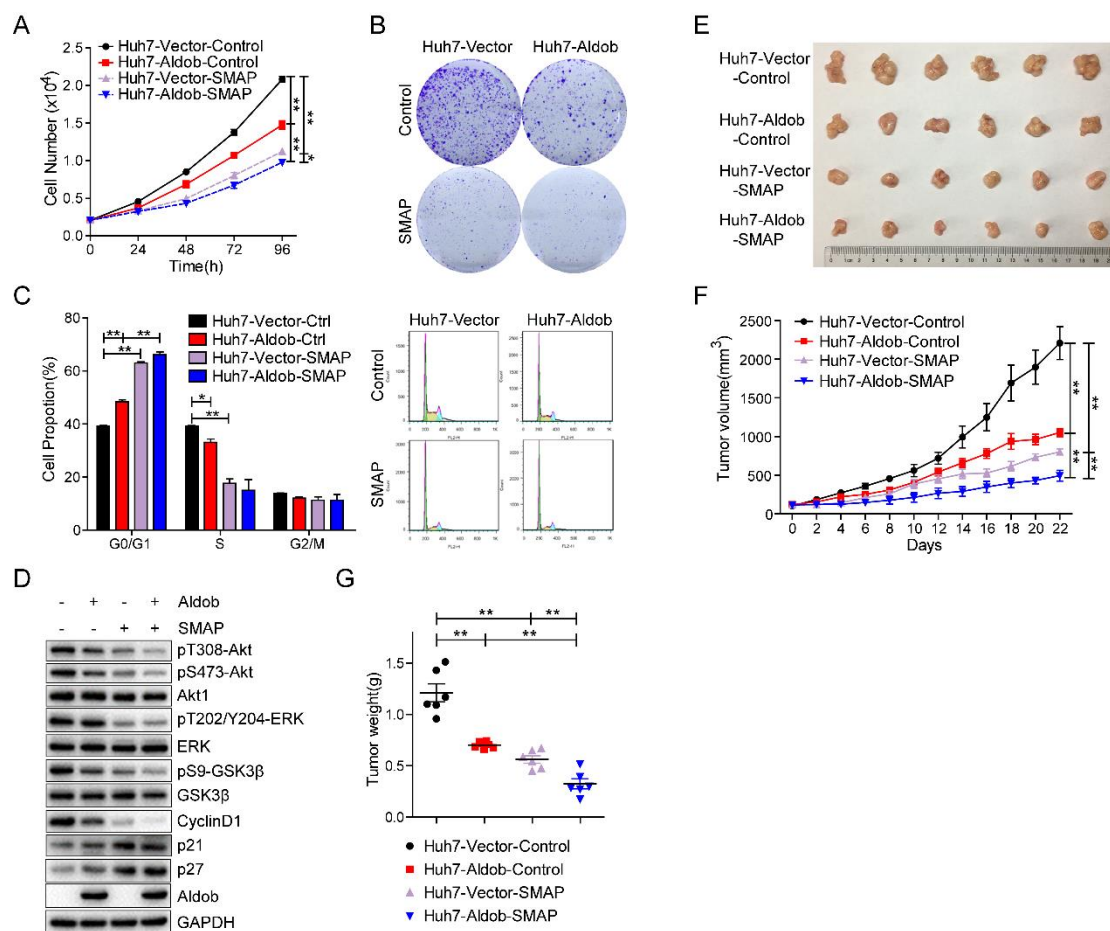 A
Huh7-Vector-Control
Huh7-Aldob-Control
Huh7-Vector-SMAP
Huh7-Aldob-SMAP
Cell Number (x10⁴)
2.5
2.0
1.5
1.0
0.5
0.0
0 24 48 72 96
Time(h)
** ** ** *
B
Huh7-Vector Huh7-Aldob
Control
SMAP
C
Cell Propotion(%)
80
60
40
20
0
Huh7-Vector-Ctrl
Huh7-Aldob-Ctrl
Huh7-Vector-SMAP
Huh7-Aldob-SMAP
** **
**
*
**
G0/G1 S G2/M
Huh7-Vector Huh7-Aldob
Control
SMAP
D
- + - + Aldob
- - + + SMAP
pT308-Akt
pS473-Akt
Akt1
pT202/Y204-ERK
ERK
pS9-GSK3β
GSK3β
CyclinD1
p21
p27
Aldob
GAPDH
E
Huh7-Vector
-Control
Huh7-Aldob
-Control
Huh7-Vector
-SMAP
Huh7-Aldob
-SMAP
F
Huh7-Vector-Control
Huh7-Aldob-Control
Huh7-Vector-SMAP
Huh7-Aldob-SMAP
Tumor volume(mm³)
2500
2000
1500
1000
500
0
0 2 4 6 8 10 12 14 16 18 20 22
Days
** ** ** **
G
** **
** **
Tumor weight(g)
1.5
1.0
0.5
0.0
Huh7-Vector-Control
Huh7-Aldob-Control
Huh7-Vector-SMAP
Huh7-Aldob-SMAP